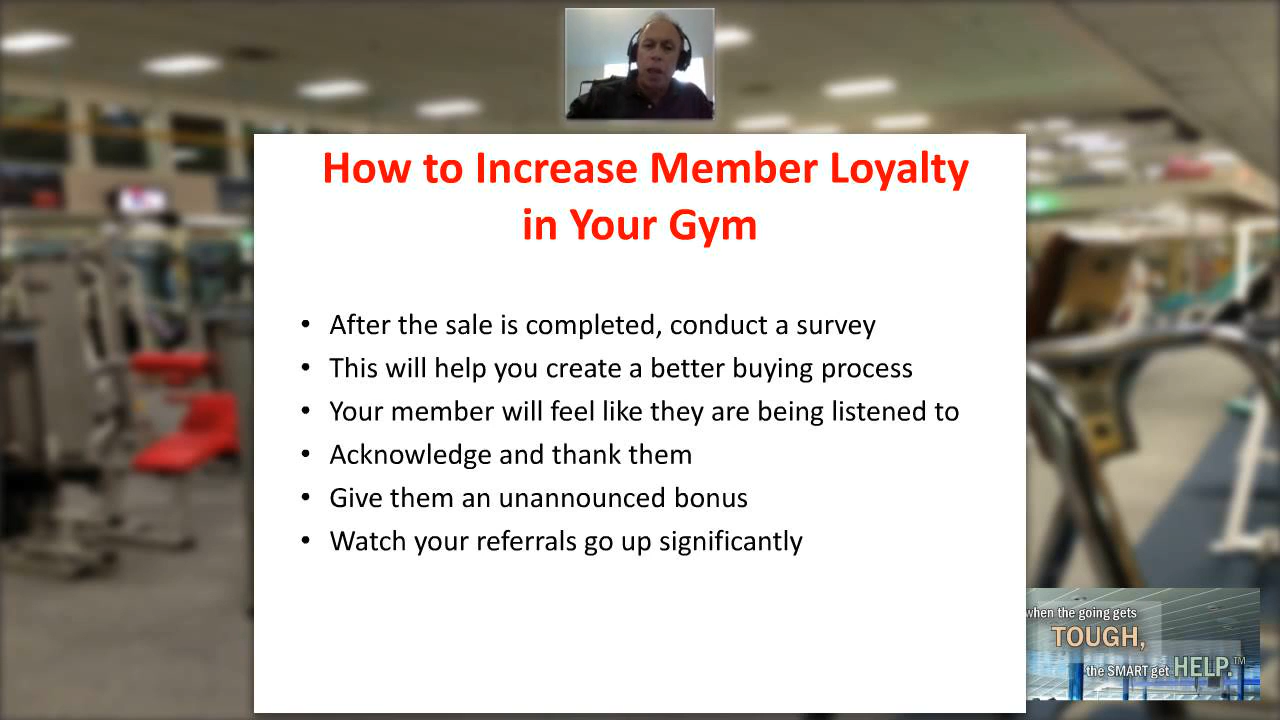 How to Increase Member Loyalty
in Your Gym
• After the sale is completed, conduct a survey
• This will help you create a better buying process
• Your member will feel like they are being listened to
• Acknowledge and thank them
• Give them an unannounced bonus
• Watch your referrals go up significantly
when the going gets
TOUGH,
the SMART get HELP.™